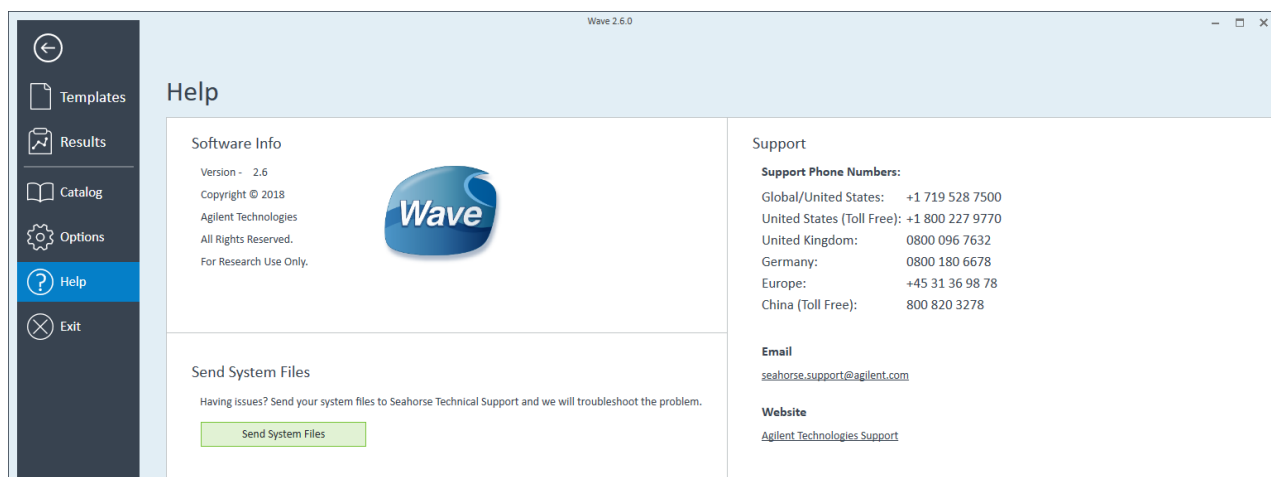 Wave 2.6.0
Templates
Results
Catalog
Options
Help
Exit
Help
Software Info
Version - 2.6
Copyright © 2018
Agilent Technologies
All Rights Reserved.
For Research Use Only.
Wave
Send System Files
Having issues? Send your system files to Seahorse Technical Support and we will troubleshoot the problem.
Send System Files
Support
Support Phone Numbers:
Global/United States: +1 719 528 7500
United States (Toll Free): +1 800 227 9770
United Kingdom: 0800 096 7632
Germany: 0800 180 6678
Europe: +45 31 36 98 78
China (Toll Free): 800 820 3278
Email
seahorse.support@agilent.com
Website
Agilent Technologies Support